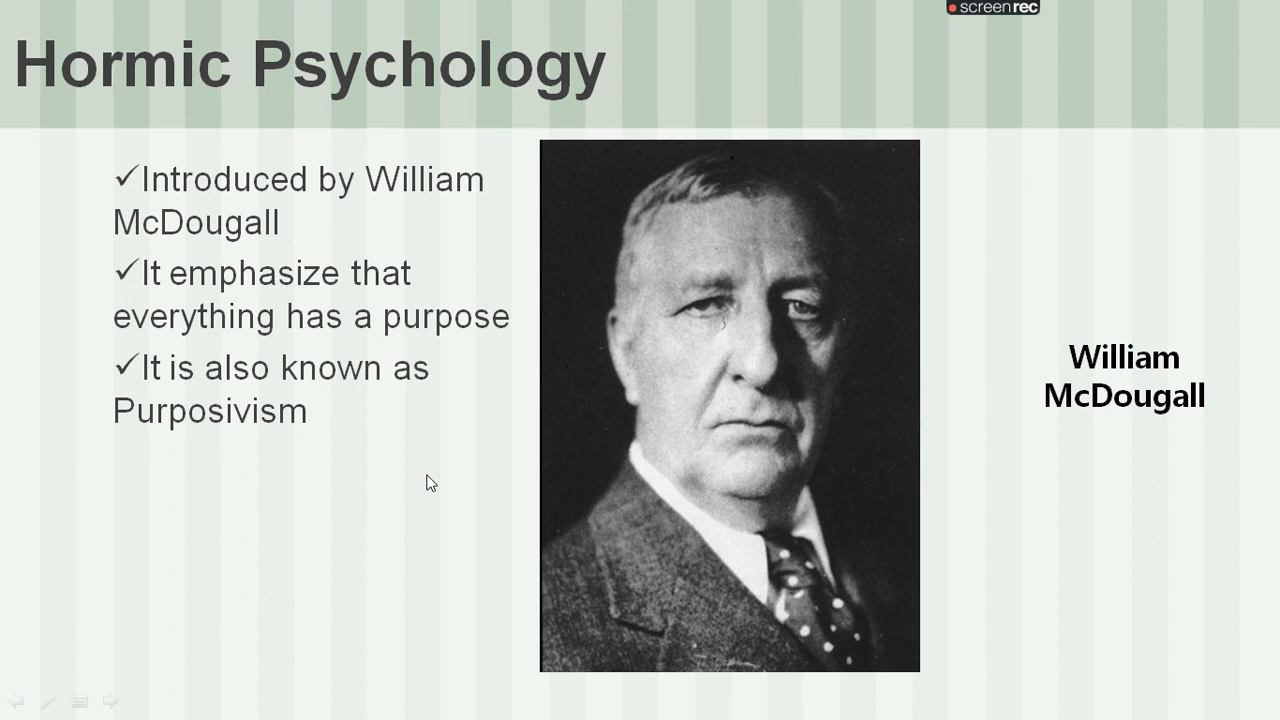 screenrec
Hormic Psychology
✓Introduced by William
McDougall
✓It emphasize that
everything has a purpose
✓It is also known as
Purposivism
William
McDougall